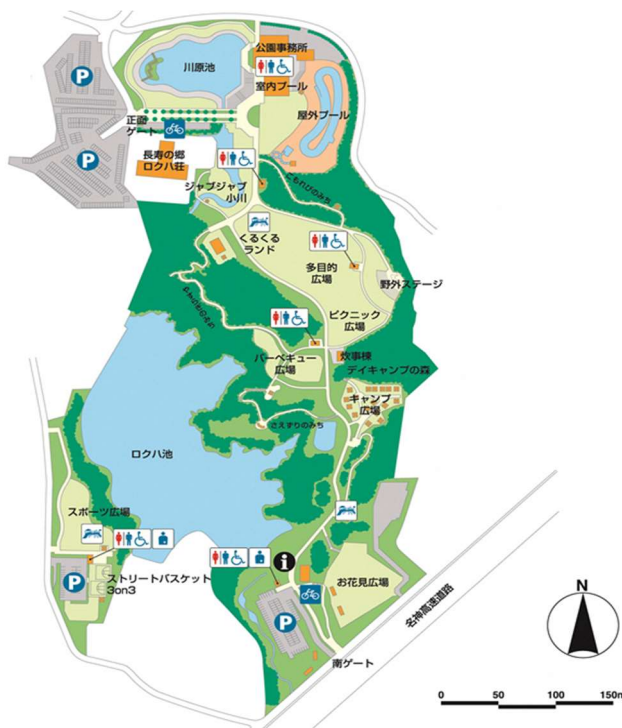 公園事務所
川原池
P
室内プール
屋外プール
正面
ゲート
P
長寿の郷
ロクハ荘
ジャブジャブ
小川
こもれびのみち
くるくる
ランド
多目的
広場
野外ステージ
ピクニック
広場
炊事棟
バーベキュー
広場
デイキャンプの森
キャンプ
広場
さえずりのみち
ロクハ池
スポーツ広場
i
P
ストリートバスケット
3on3
お花見広場
P
名神高速道路
南ゲート
N
0 50 100 150m